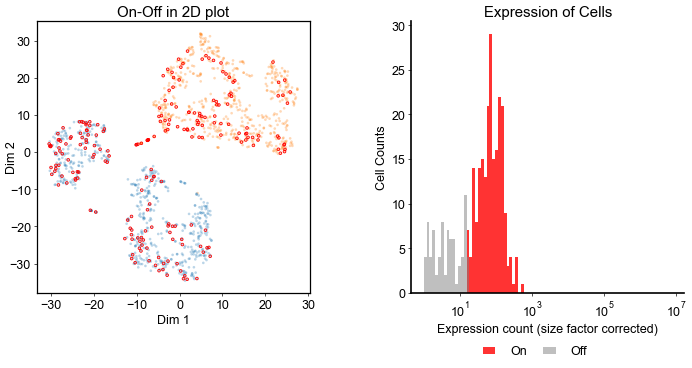 On-Off in 2D plot
30
20
10
0
−10
−20
−30
Dim 2
−30 −20 −10 0 10 20 30
Dim 1
Expression of Cells
30
25
20
15
10
5
0
Cell Counts
10^1 10^3 10^5 10^7
Expression count (size factor corrected)
On Off